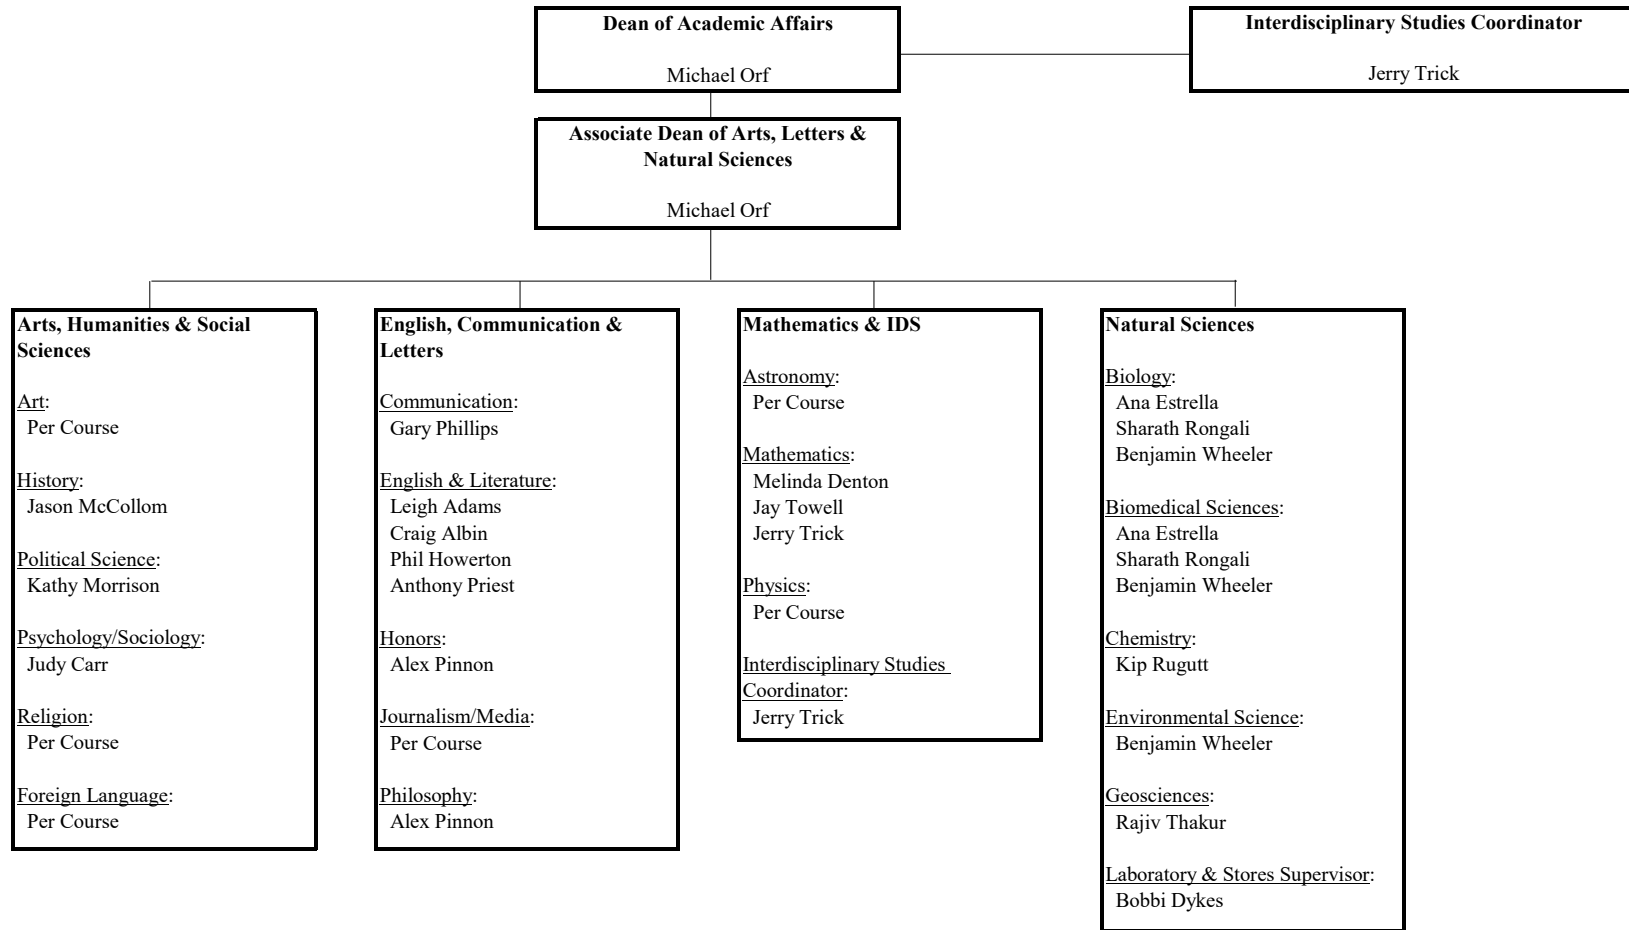 Dean of Academic Affairs
Michael Orf
Interdisciplinary Studies Coordinator
Jerry Trick
Associate Dean of Arts, Letters &
Natural Sciences
Michael Orf
Arts, Humanities & Social
Sciences
Art:
Per Course
History:
Jason McCollom
Political Science:
Kathy Morrison
Psychology/Sociology:
Judy Carr
Religion:
Per Course
Foreign Language:
Per Course
English, Communication &
Letters
Communication:
Gary Phillips
English & Literature:
Leigh Adams
Craig Albin
Phil Howerton
Anthony Priest
Honors:
Alex Pinnon
Journalism/Media:
Per Course
Philosophy:
Alex Pinnon
Mathematics & IDS
Astronomy:
Per Course
Mathematics:
Melinda Denton
Jay Towell
Jerry Trick
Physics:
Per Course
Interdisciplinary Studies
Coordinator:
Jerry Trick
Natural Sciences
Biology:
Ana Estrella
Sharath Rongali
Benjamin Wheeler
Biomedical Sciences:
Ana Estrella
Sharath Rongali
Benjamin Wheeler
Chemistry:
Kip Rugutt
Environmental Science:
Benjamin Wheeler
Geosciences:
Rajiv Thakur
Laboratory & Stores Supervisor:
Bobbi Dykes